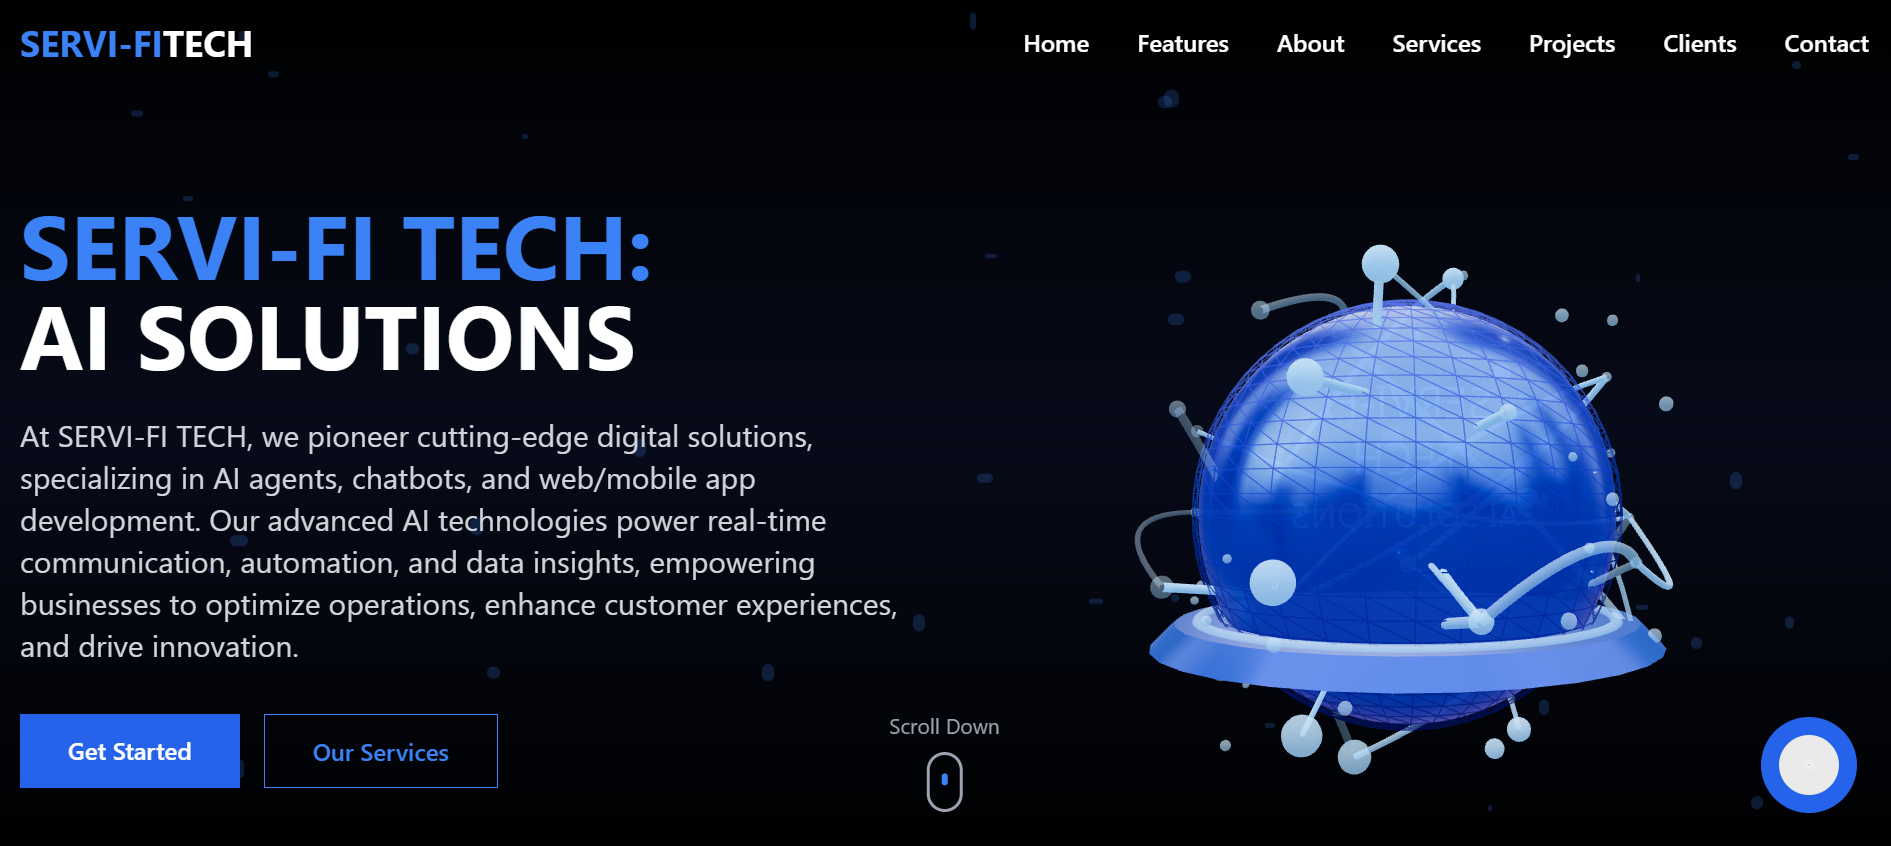 SERVI-FITECH
Home Features About Services Projects Clients Contact
SERVI-FI TECH:
AI SOLUTIONS
At SERVI-FI TECH, we pioneer cutting-edge digital solutions,
specializing in AI agents, chatbots, and web/mobile app
development. Our advanced AI technologies power real-time
communication, automation, and data insights, empowering
businesses to optimize operations, enhance customer experiences,
and drive innovation.
Get Started
Our Services
Scroll Down
AI SOLUTIONS